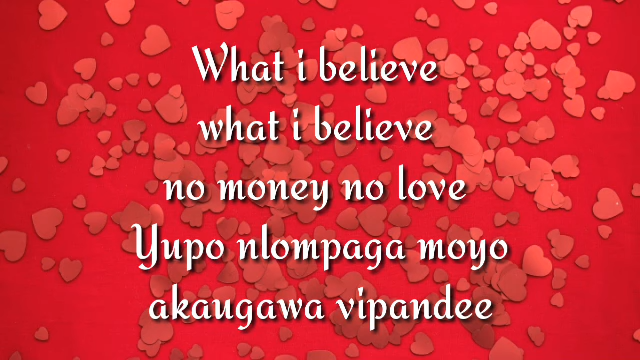 What i believe
what i believe
no money no love
Yupo nlompaga moyo
akaugawa vipandee